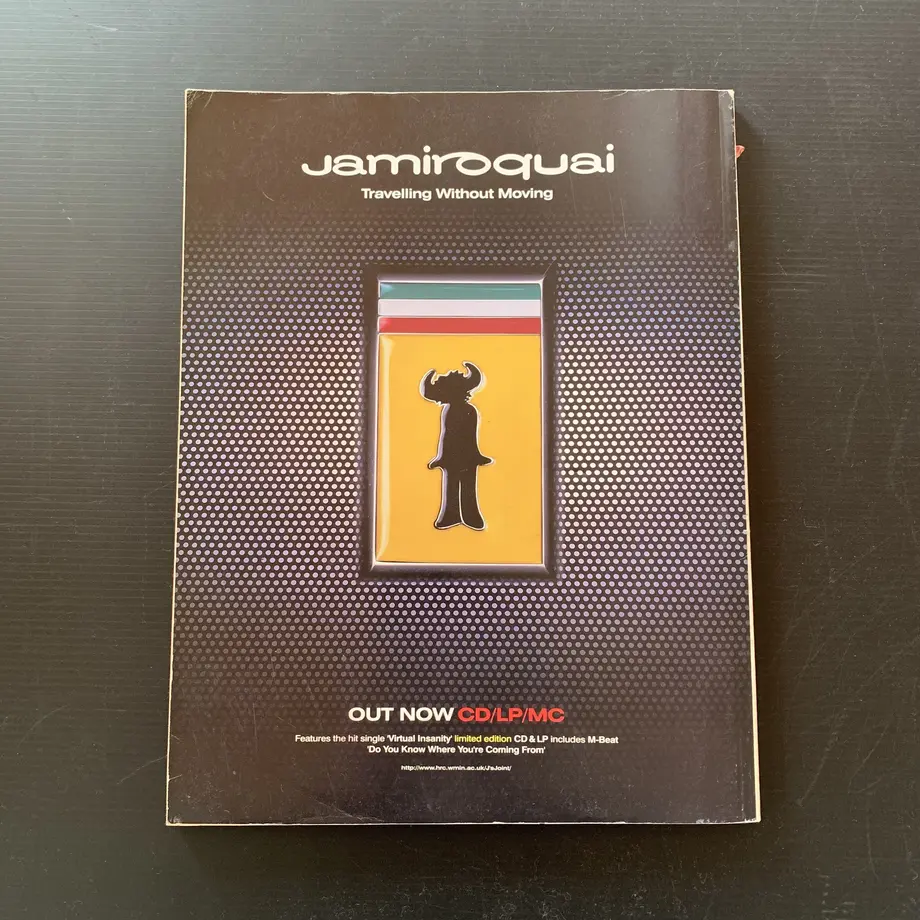 Jamiroquai
Travelling Without Moving
OUT NOW CD/LP/MC
Features the hit single 'Virtual Insanity' limited edition CD & LP includes M-Beat
'Do You Know Where You're Coming From'
http://www.hrc.wmin.ac.uk/J'sJoint/